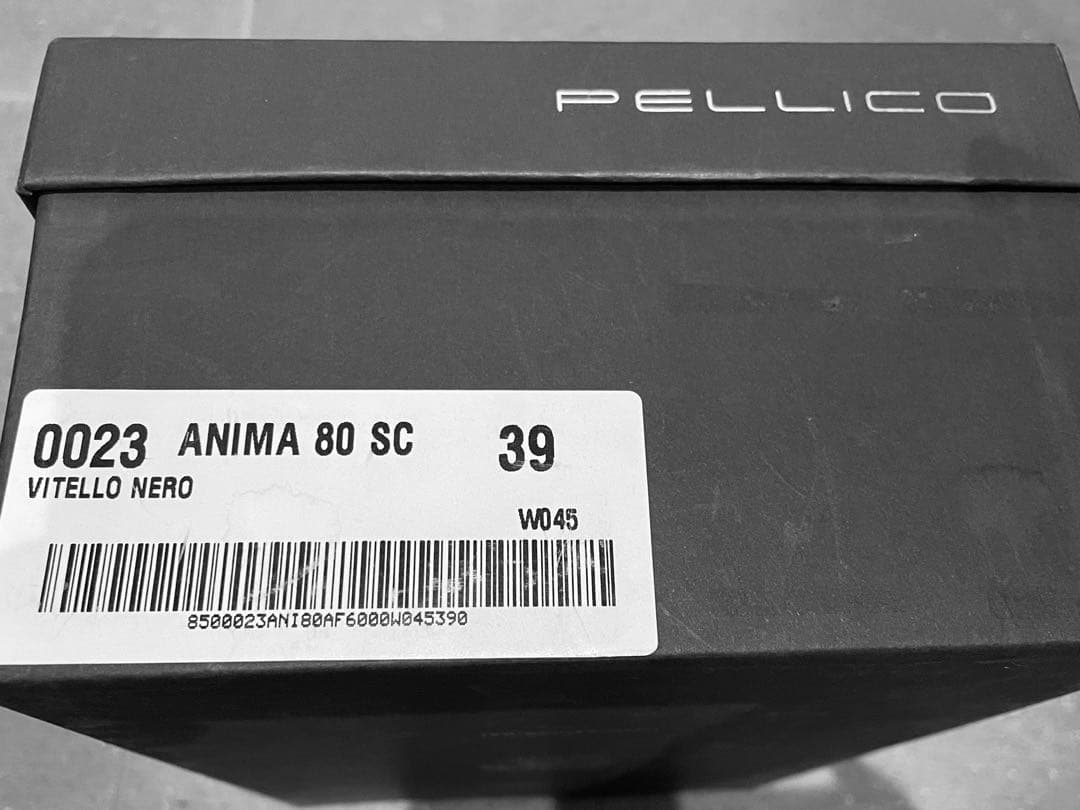 PELLICO
0023 ANIMA 80 SC 39
VITELLO NERO
W045
8500023ANI80AF6000W045390